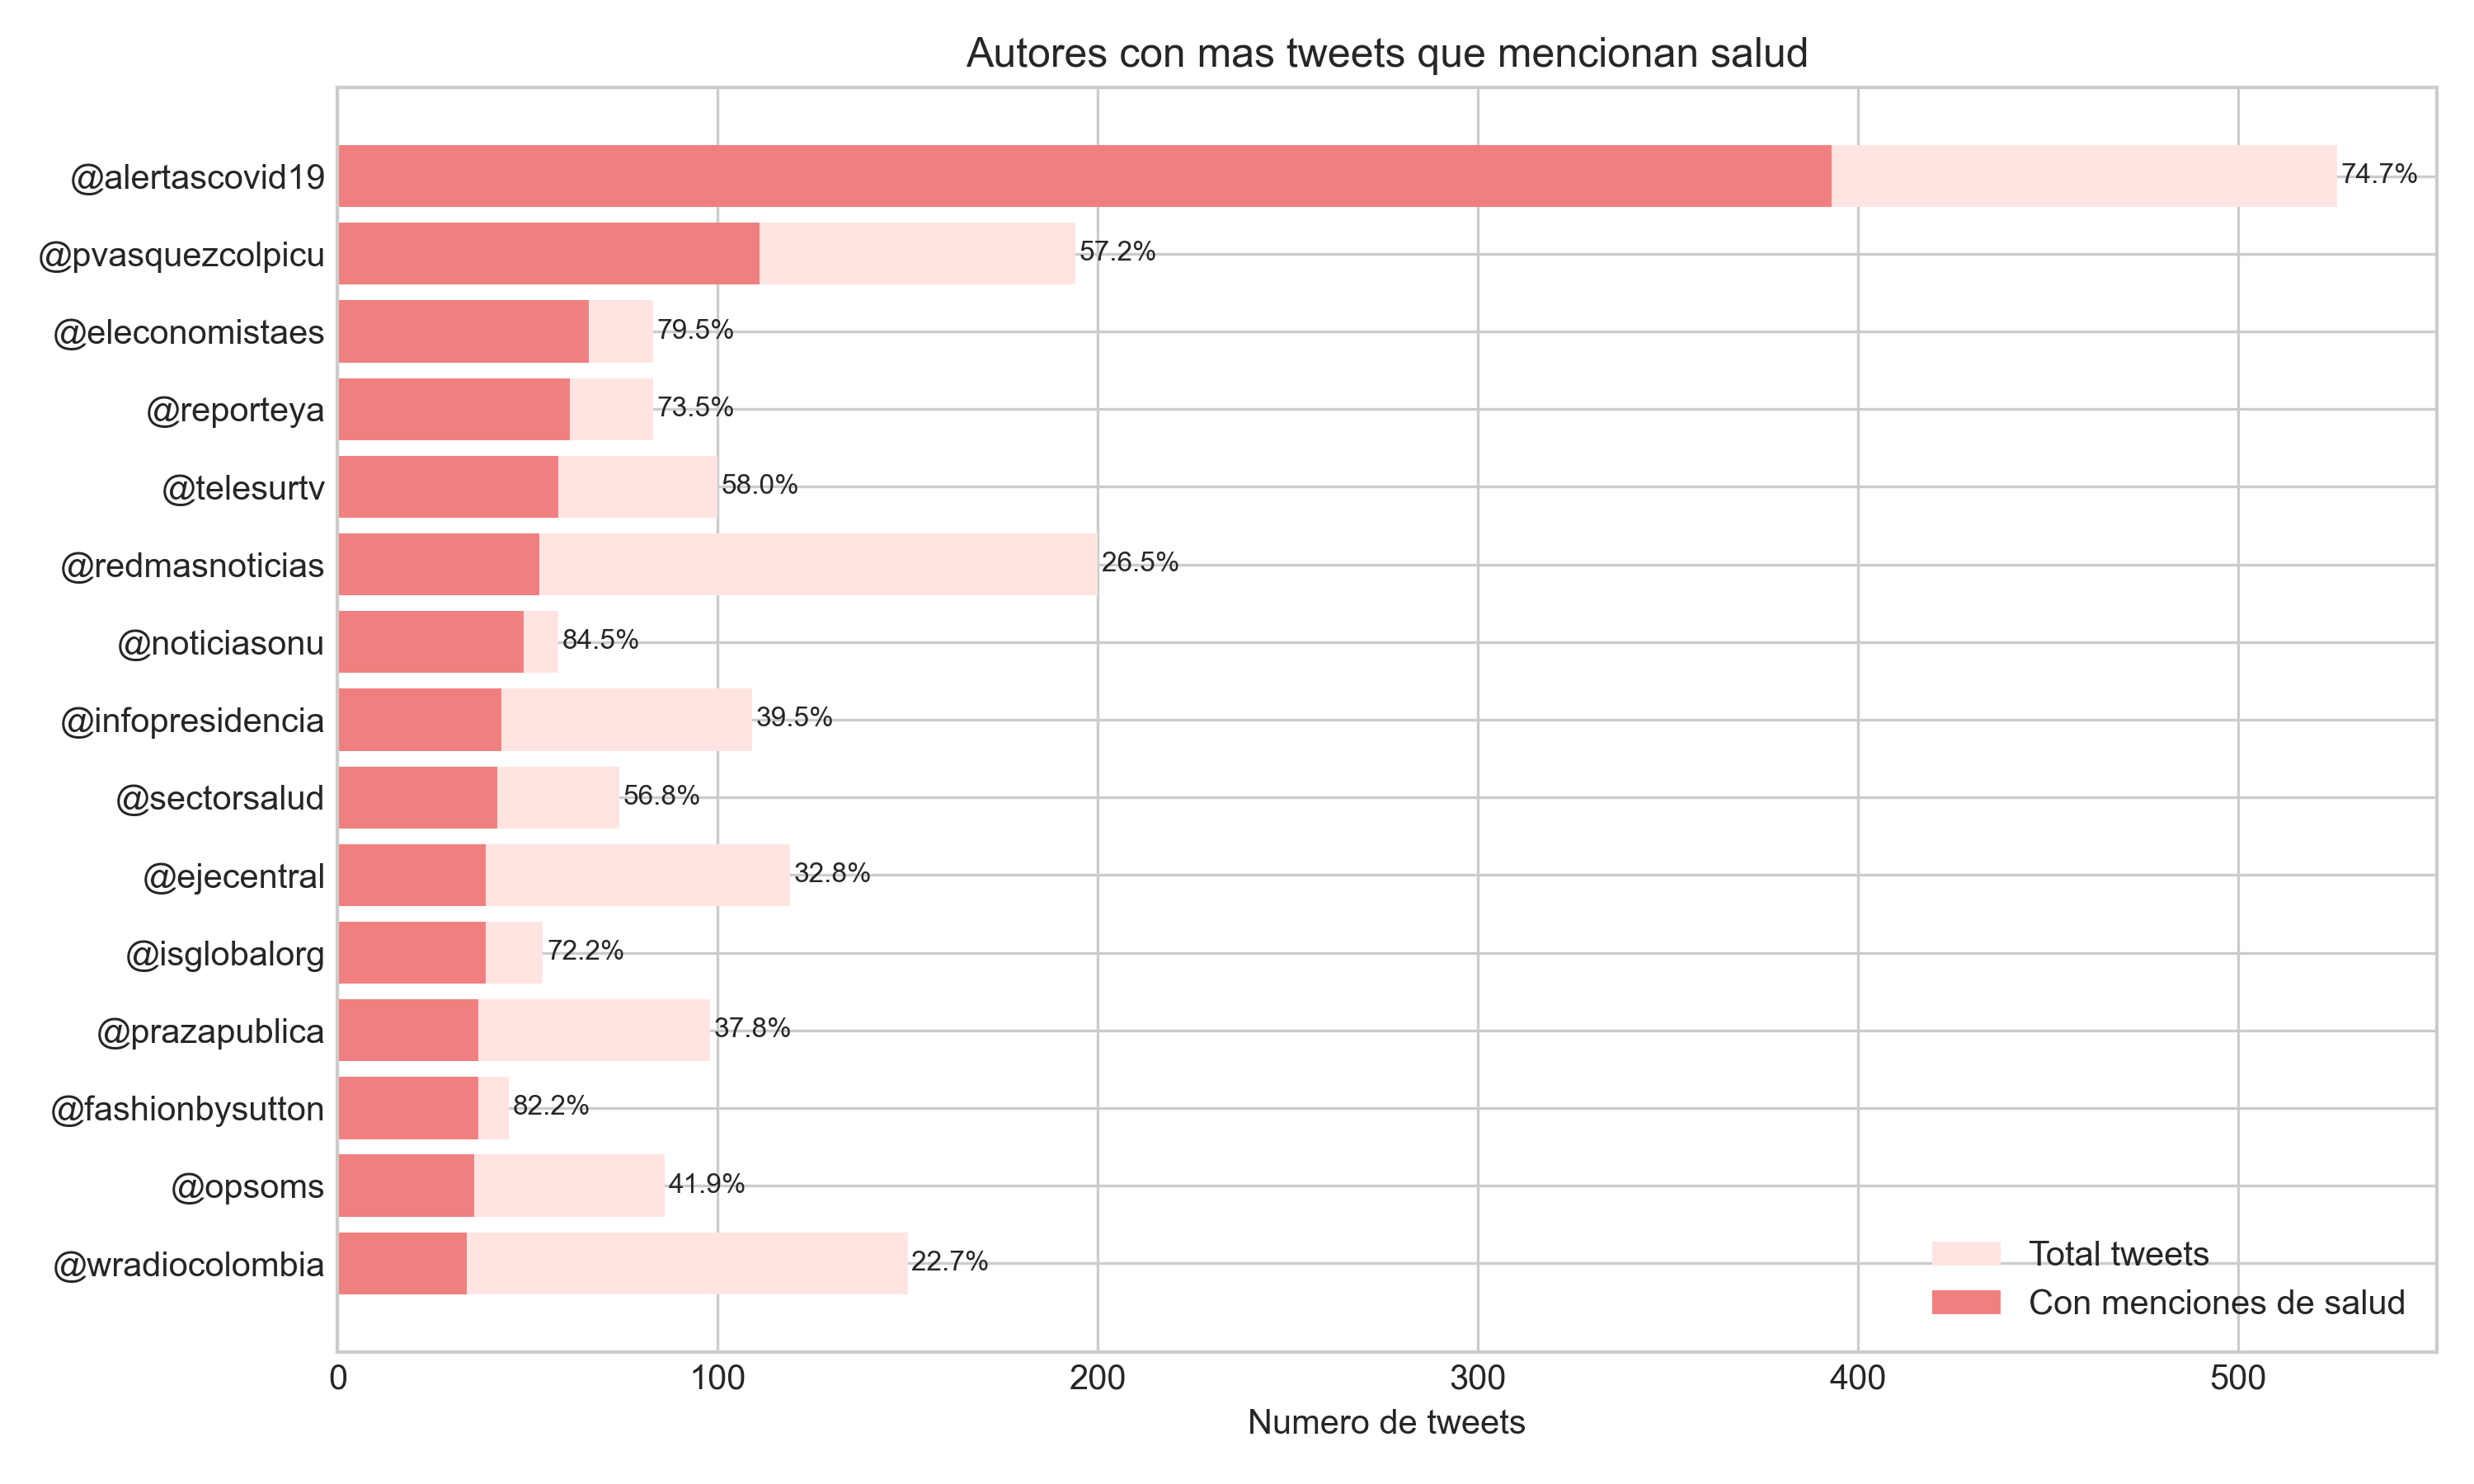 Autores con mas tweets que mencionan salud
@alertascovid19 74.7%
@pvasquezcolpicu 57.2%
@eleconomistaes 79.5%
@reporteya 73.5%
@telesurtv 58.0%
@redmasnoticias 26.5%
@noticiasonu 84.5%
@infopresidencia 39.5%
@sectorsalud 56.8%
@ejecentral 32.8%
@isglobalorg 72.2%
@prazapublica 37.8%
@fashionbysutton 82.2%
@opsoms 41.9%
@wradiocolombia 22.7%
Total tweets
Con menciones de salud
0 100 200 300 400 500
Numero de tweets